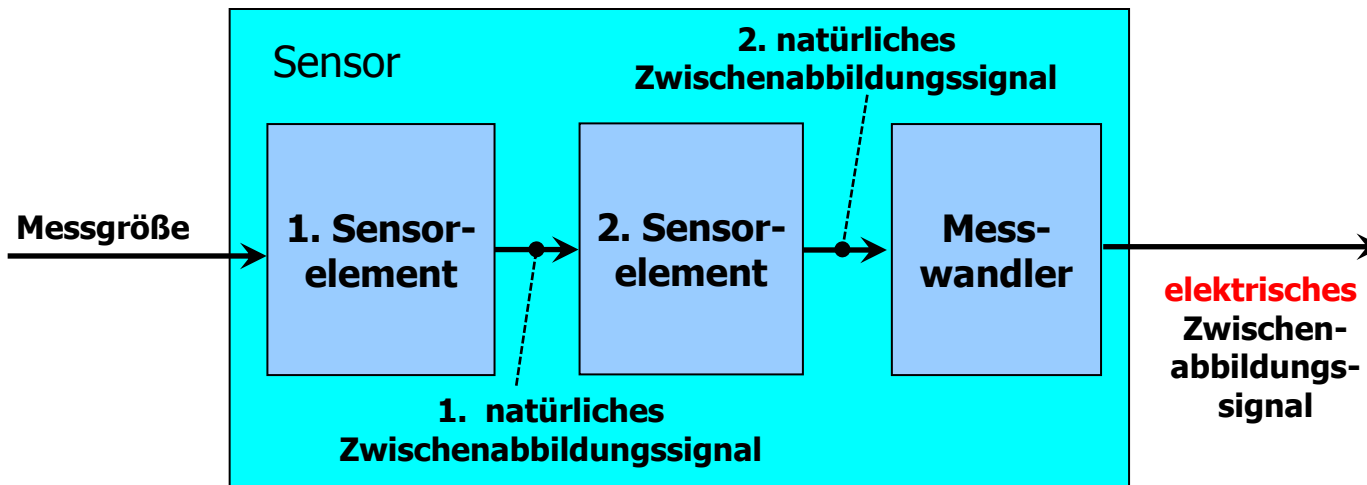 Sensor
2. natürliches
Zwischenabbildungssignal
Messgröße
1. Sensor-
element
2. Sensor-
element
Mess-
wandler
elektrisches
Zwischen-
abbildungs-
signal
1. natürliches
Zwischenabbildungssignal